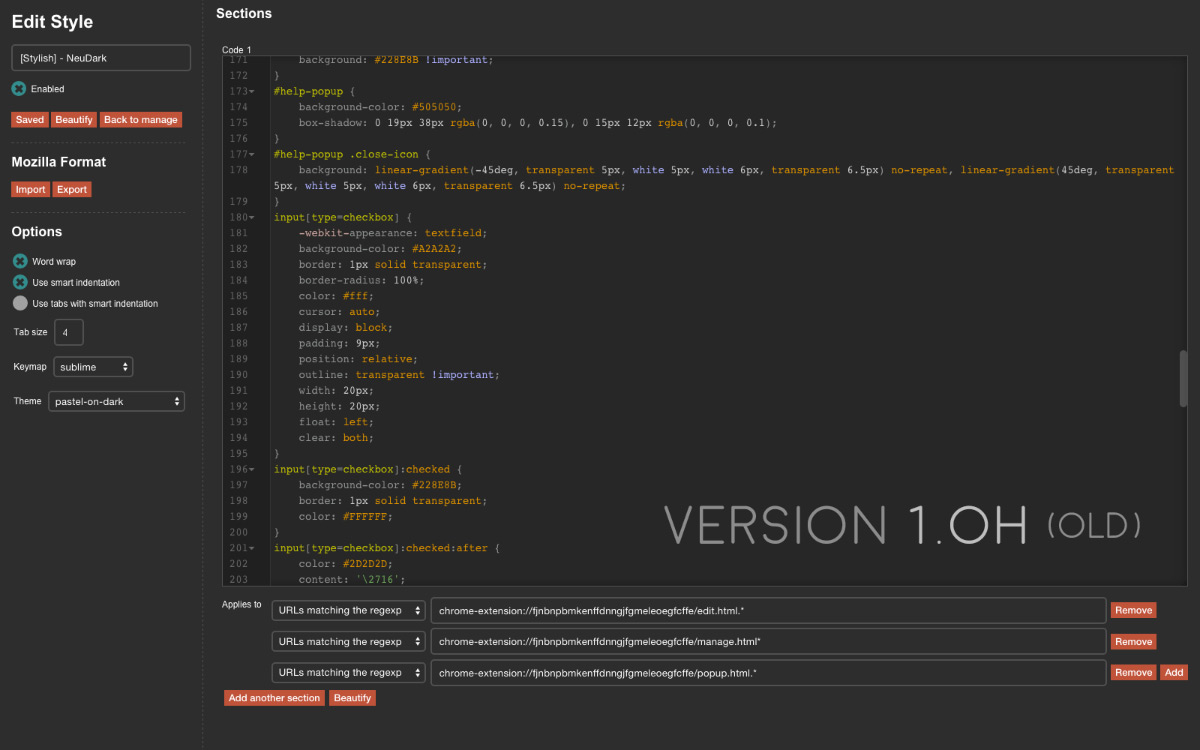 Edit Style
[Stylish] - NeuDark
Enabled
Saved Beautify Back to manage
Mozilla Format
Import Export
Options
Word wrap
Use smart indentation
Use tabs with smart indentation
Tab size 4
Keymap sublime
Theme pastel-on-dark
Sections
Code 1
171 background: #228E8B !important;
172 }
173 #help-popup {
174 background-color: #505050;
175 box-shadow: 0 19px 38px rgba(0, 0, 0, 0.15), 0 15px 12px rgba(0, 0, 0, 0.1);
176 }
177 #help-popup .close-icon {
178 background: linear-gradient(-45deg, transparent 5px, white 5px, white 6px, transparent 6.5px) no-repeat, linear-gradient(45deg, transparent
5px, white 5px, white 6px, transparent 6.5px) no-repeat;
179 }
180 input[type=checkbox] {
181 -webkit-appearance: textfield;
182 background-color: #A2A2A2;
183 border: 1px solid transparent;
184 border-radius: 100%;
185 color: #fff;
186 cursor: auto;
187 display: block;
188 padding: 9px;
189 position: relative;
190 outline: transparent !important;
191 width: 20px;
192 height: 20px;
193 float: left;
194 clear: both;
195 }
196 input[type=checkbox]:checked {
197 background-color: #228E8B;
198 border: 1px solid transparent;
199 color: #FFFFFF;
200 }
201 input[type=checkbox]:checked:after {
202 color: #2D2D2D;
203 content: '\2716';
VERSION 1.OH (OLD)
Applies to URLs matching the regexp chrome-extension://fjnbnpbmkenffdnngjfgmeleoegfcffe/edit.html.* Remove
URLs matching the regexp chrome-extension://fjnbnpbmkenffdnngjfgmeleoegfcffe/manage.html* Remove
URLs matching the regexp chrome-extension://fjnbnpbmkenffdnngjfgmeleoegfcffe/popup.html.* Remove Add
Add another section Beautify